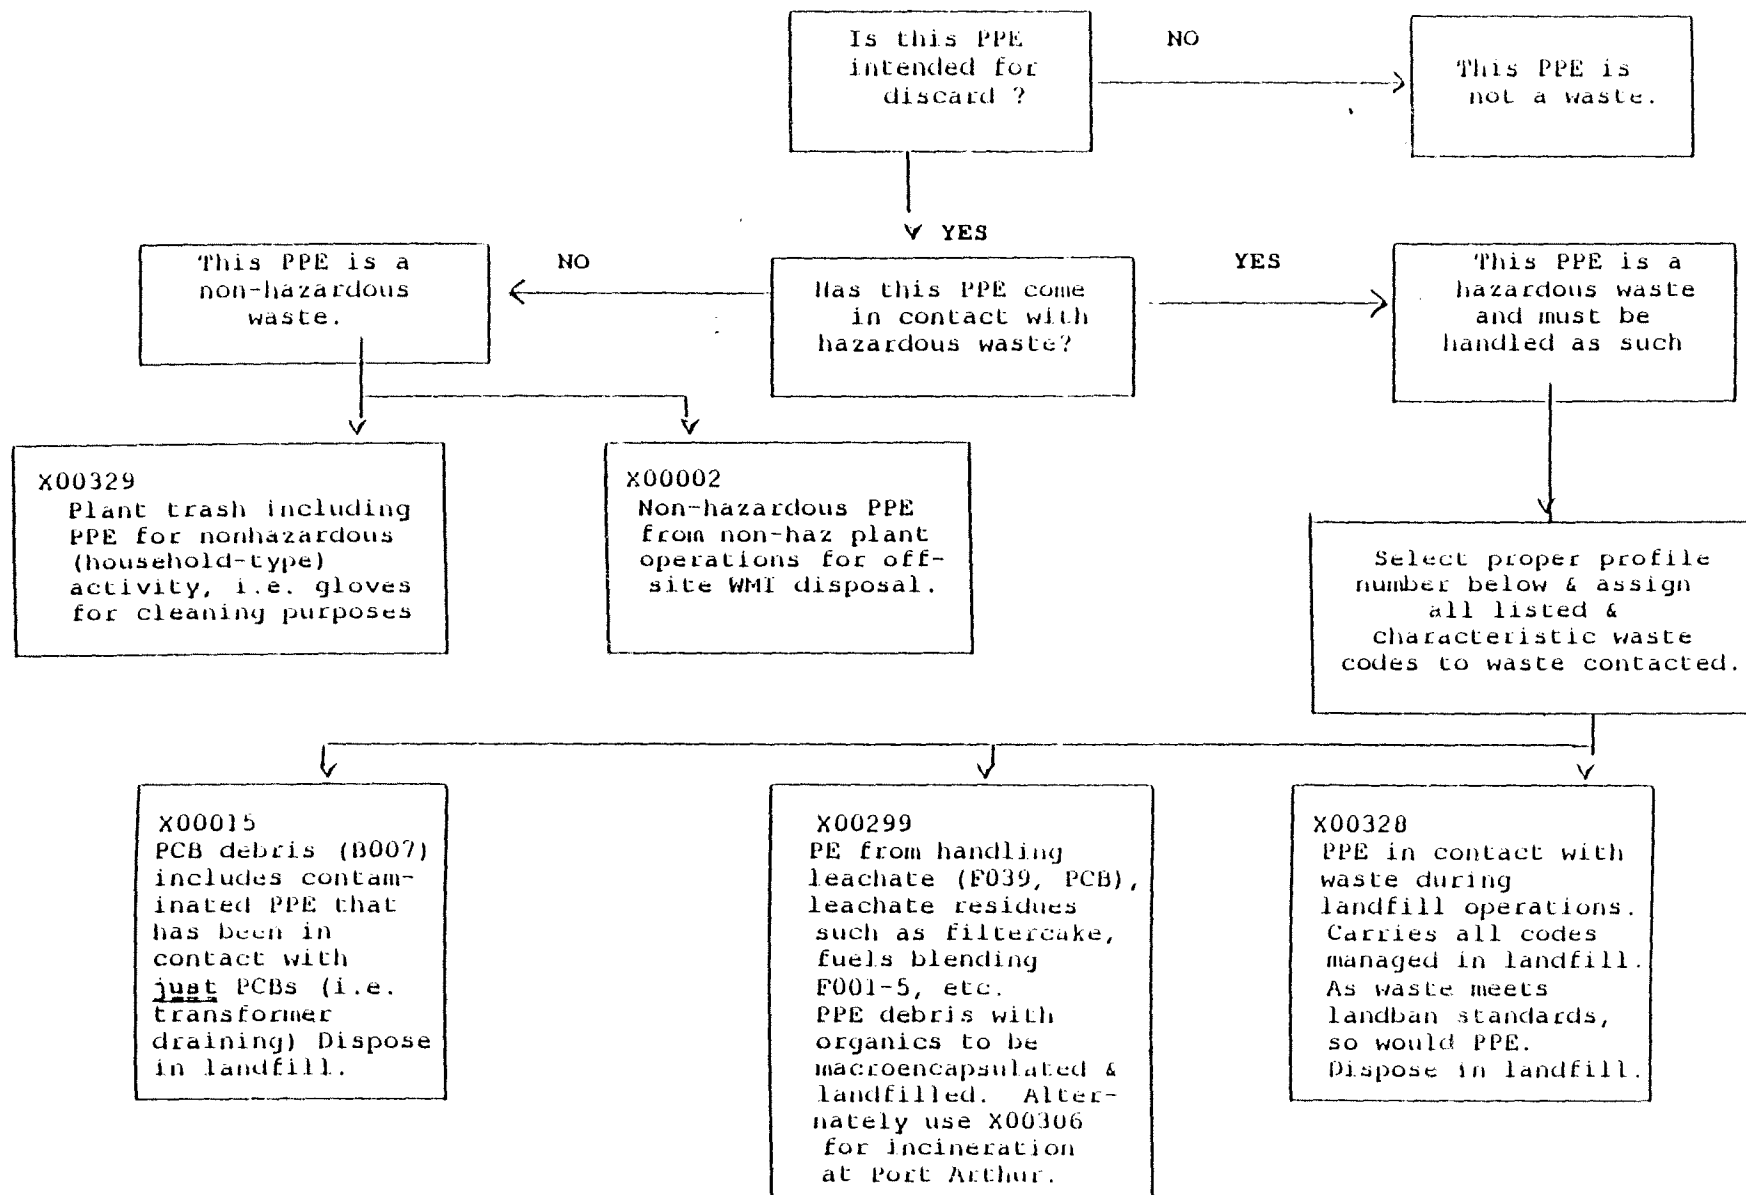 Is this PPE
intended for
discard ?
NO
This PPE is
not a waste.
YES
This PPE is a
non-hazardous
waste.
NO
Has this PPE come
in contact with
hazardous waste?
YES
This PPE is a
hazardous waste
and must be
handled as such
X00329
Plant trash including
PPE for nonhazardous
(household-type)
activity, i.e. gloves
for cleaning purposes
X00002
Non-hazardous PPE
from non-haz plant
operations for off-
site WMI disposal.
Select proper profile
number below & assign
all listed &
characteristic waste
codes to waste contacted.
X00015
PCB debris (B007)
includes contam-
inated PPE that
has been in
contact with
just PCBs (i.e.
transformer
draining) Dispose
in landfill.
X00299
PE from handling
leachate (F039, PCB),
leachate residues
such as filtercake,
fuels blending
F001-5, etc.
PPE debris with
organics to be
macroencapsulated &
landfilled. Alter-
nately use X00306
for incineration
at Port Arthur.
X00328
PPE in contact with
waste during
landfill operations.
Carries all codes
managed in landfill.
As waste meets
landban standards,
so would PPE.
Dispose in landfill.